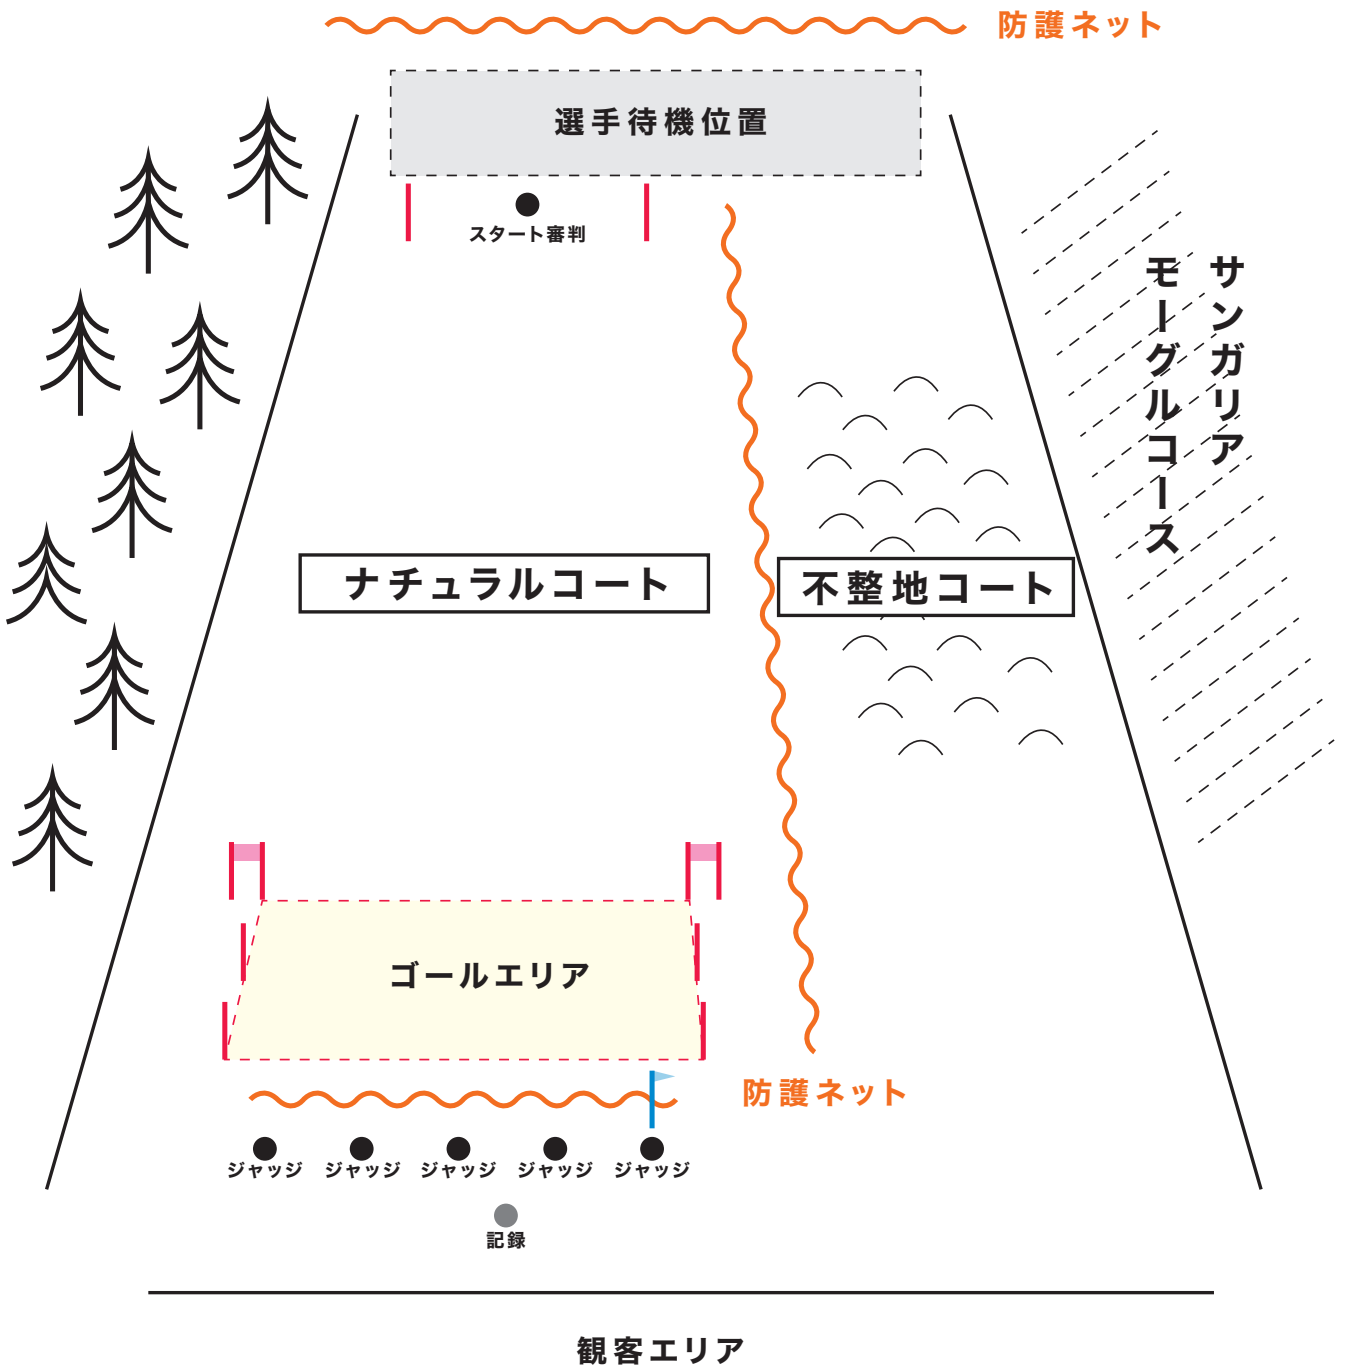 防護ネット
選手待機位置
スタート審判
サンガリア
モーグルコース
ナチュラルコート
不整地コート
ゴールエリア
防護ネット
ジャッジ
ジャッジ
ジャッジ
ジャッジ
ジャッジ
記録
観客エリア